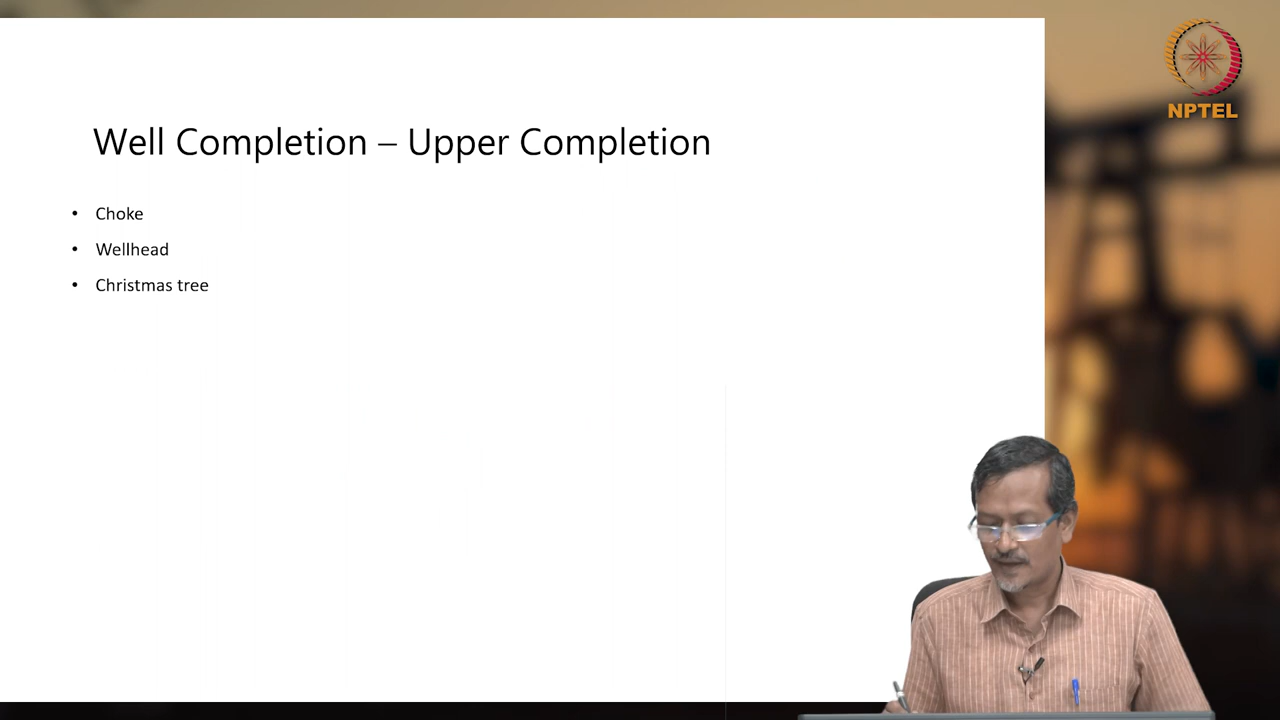 Well Completion – Upper Completion
• Choke
• Wellhead
• Christmas tree
NPTEL